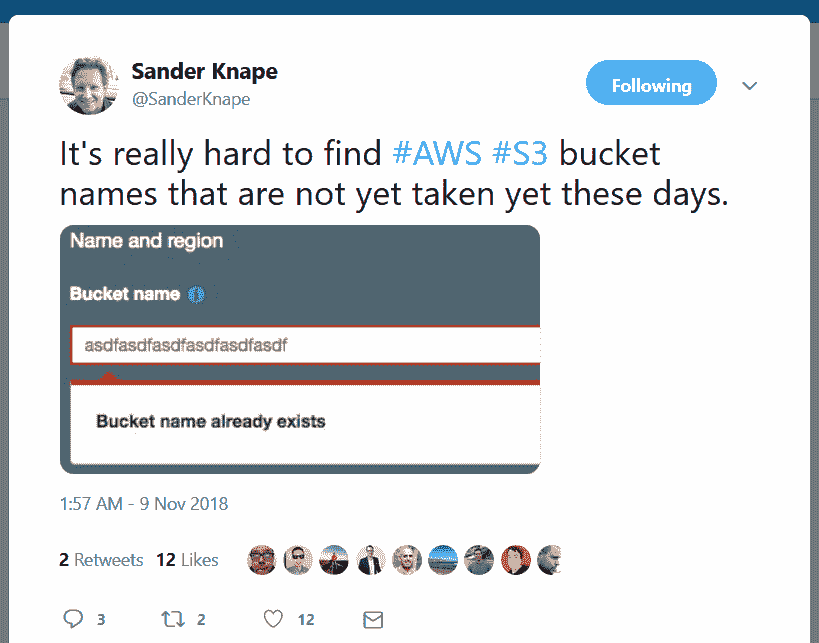 Sander Knape
@SanderKnape
Following
It's really hard to find #AWS #S3 bucket
names that are not yet taken yet these days.
Name and region
Bucket name
asdfasdfasdfasdfasdfasdf
Bucket name already exists
1:57 AM - 9 Nov 2018
2 Retweets 12 Likes
3 2 12